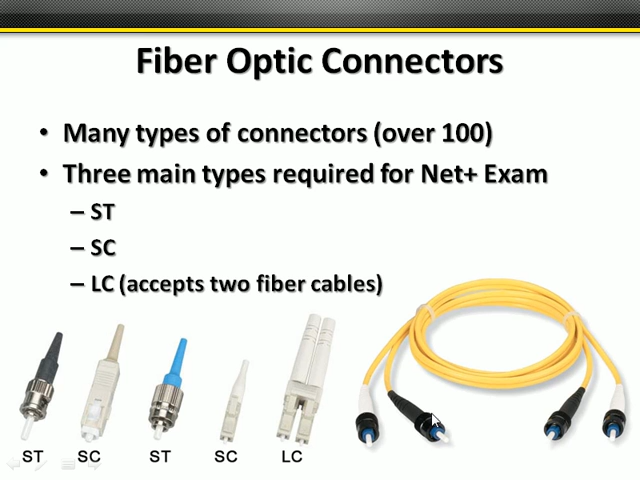 Fiber Optic Connectors
• Many types of connectors (over 100)
• Three main types required for Net+ Exam
– ST
– SC
– LC (accepts two fiber cables)
ST SC ST SC LC